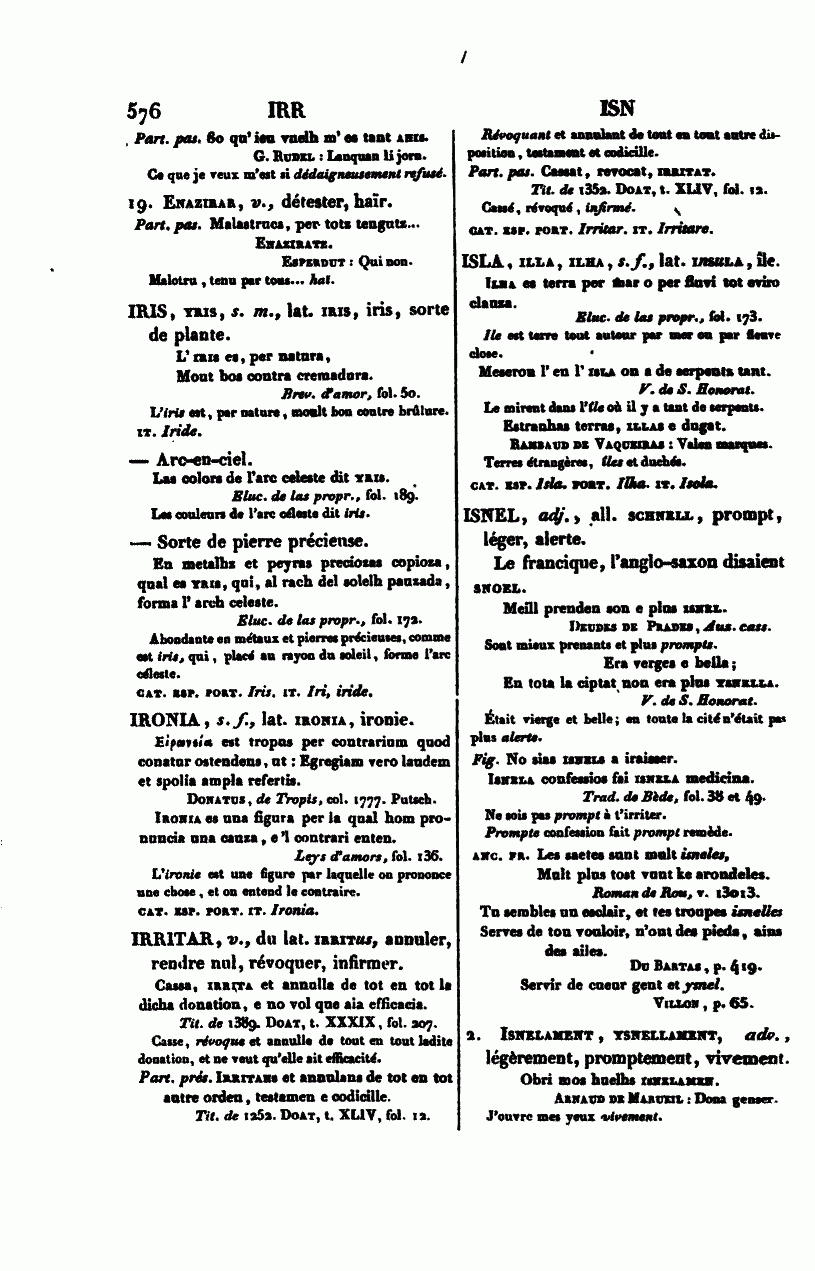 576 IRR
Part. pas. So qu' ieu vuelh m' es tant AHIS.
G. RUDEL : Lanquan li jorn.
Ce que je veux m'est si dédaigneusement refusé.
19. ENAZIRAR, v., détester, haïr.
Part. pas. Malastrucs, per totz tengutz...
ENAZIRATZ.
ESPERDUT : Qui non.
Malotru, tenu par tous... haï.
IRIS, YRIS, s. m., lat. IRIS, iris, sorte
de plante.
L' IRIS es, per natura,
Mout bos contra cremadura.
Brev. d'amor, fol. 50.
L'iris est, par nature, moult bon contre brûlure.
IT. Iride.
— Arc-en-ciel.
Las colors de l'arc celeste dit YRIS.
Eluc. de las propr., fol. 189.
Les couleurs de l'arc céleste dit iris.
— Sorte de pierre précieuse.
En metalhs et peyras preciozas copioza,
qual es YRIS, qui, al rach del solelh pauzada,
forma l' arch celeste.
Eluc. de las propr., fol. 172.
Abondante en métaux et pierres précieuses, comme
est iris, qui, placé au rayon du soleil, forme l'arc
céleste.
CAT. ESP. PORT. Iris. IT. Iri, iride.
IRONIA, s. f., lat. IRONIA, ironie.
Εἰρωνεία est tropus per contrarium quod
conatur ostendens, ut : Egregiam vero laudem
et spolia ampla refertis.
DONATUS, de Tropis, col. 1777. Putsch.
IRONIA es una figura per la qual hom pro-
nuncia una causa, e 'l contrari enten.
Leys d'amors, fol. 136.
L'ironie est une figure par laquelle on prononce
une chose, et on entend le contraire.
CAT. ESP. PORT. IT. Ironia.
IRRITAR, v., du lat. IRRITUS, annuler,
rendre nul, révoquer, infirmer.
Cassa, IRRITA et annulla de tot en tot la
dicha donation, e no vol que aia efficacia.
Tit. de 1389. DOAT, t. XXXIX, fol. 207.
Casse, révoque et annulle de tout en tout ladite
donation, et ne veut qu'elle ait efficacité.
Part. prés. IRRITANS et annulans de tot en tot
autre orden, testamen e codicille.
Tit. de 1252. DOAT, t. XLIV, fol. 12.
ISN
Révoquant et annulant de tout en tout autre dis-
position, testament et codicille.
Part. pas. Cassat, revocat, IRRITAT.
Tit. de 1352. DOAT, t. XLIV, fol. 12.
Cassé, révoqué, infirmé.
CAT. ESP. PORT. Irritar. IT. Irritare.
ISLA, ILLA, ILHA, s. f., lat. INSULA, île.
ILHA es terra per mar o per fluvi tot eviro
clauza.
Eluc. de las propr., fol. 173.
Ile est terre tout autour par mer ou par fleuve
close.
Meseron l' en l' ISLA on a de serpents tant.
V. de S. Honorat.
Le mirent dans l'île où il y a tant de serpents.
Estranhas terras, ILLAS e dugat.
RAMBAUD DE VAQUEIRAS : Valen marques.
Terres étrangères, îles et duchés.
CAT. ESP. Isla. PORT. Ilha. IT. Isola.
ISNEL, adj., all. SCHNELL, prompt,
léger, alerte.
Le francique, l'anglo-saxon disaient
SNOEL.
Meill prenden son e plus ISNEL.
DEUDES DE PRADES, Aus. cass.
Sont mieux prenants et plus prompts.
Era verges e bella;
En tota la ciptat non era plus YSNELLA.
V. de S. Honorat.
Était vierge et belle; en toute la cité n'était pas
plus alerte.
Fig. No sias ISNELS a iraisser.
ISNELA confessios fai ISNELA medicina.
Trad. de Bède, fol. 38 et 49.
Ne sois pas prompt à t'irriter.
Prompte confession fait prompt remède.
ANC. FR. Les saetes sunt mult isneles,
Mult plus tost vunt ke arondeles.
Roman de Rou, v. 13013.
Tu sembles un esclair, et tes troupes isnelles
Serves de ton vouloir, n'ont des pieds, ains
des ailes.
DU BARTAS, p. 419.
Servir de cueur gent et ysnel.
VILLON, p. 65.
2. ISNELAMENT, YSNELLAMENT, adv.,
légèrement, promptement, vivement.
Obri mos huelhs ISNELAMEN.
ARNAUD DE MARUEIL : Dona genser.
J'ouvre mes yeux vivement.